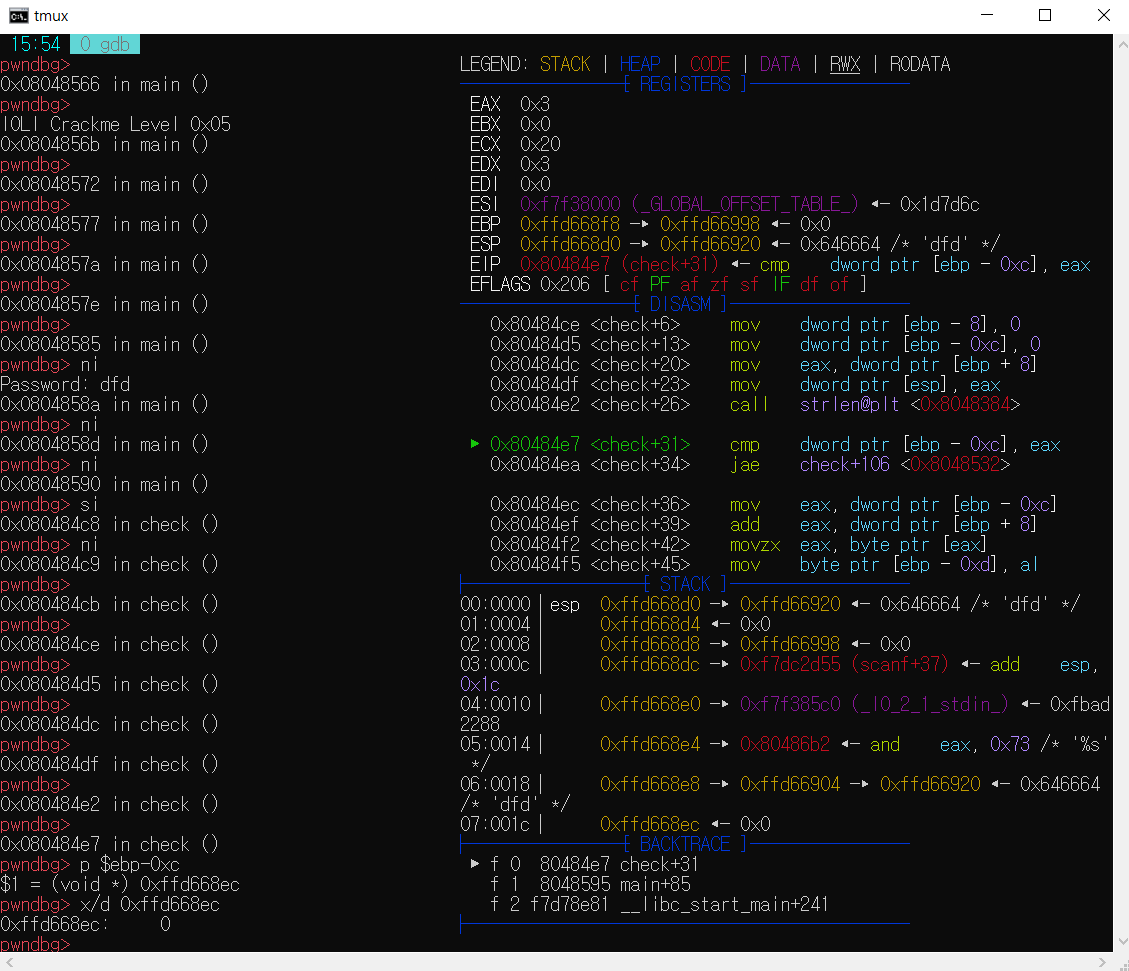 tmux
15:54 0 gdb
pwndbg>
0x08048566 in main ()
pwndbg>
IOLI Crackme Level 0x05
0x0804856b in main ()
pwndbg>
0x08048572 in main ()
pwndbg>
0x08048577 in main ()
pwndbg>
0x0804857a in main ()
pwndbg>
0x0804857e in main ()
pwndbg>
0x08048585 in main ()
pwndbg> ni
Password: dfd
0x0804858a in main ()
pwndbg> ni
0x0804858d in main ()
pwndbg> ni
0x08048590 in main ()
pwndbg> si
0x080484c8 in check ()
pwndbg> ni
0x080484c9 in check ()
pwndbg>
0x080484cb in check ()
pwndbg>
0x080484ce in check ()
pwndbg>
0x080484d5 in check ()
pwndbg>
0x080484dc in check ()
pwndbg>
0x080484df in check ()
pwndbg>
0x080484e2 in check ()
pwndbg>
0x080484e7 in check ()
pwndbg> p $ebp-0xc
$1 = (void *) 0xffd668ec
pwndbg> x/d 0xffd668ec
0xffd668ec: 0
pwndbg>
LEGEND: STACK | HEAP | CODE | DATA | RWX | RODATA
[ REGISTERS ]
EAX 0x3
EBX 0x0
ECX 0x20
EDX 0x3
EDI 0x0
ESI 0xf7f38000 (_GLOBAL_OFFSET_TABLE_) ◂— 0x1d7d6c
EBP 0xffd668f8 —▸ 0xffd66998 ◂— 0x0
ESP 0xffd668d0 —▸ 0xffd66920 ◂— 0x646664 /* 'dfd' */
EIP 0x80484e7 (check+31) ◂— cmp dword ptr [ebp - 0xc], eax
EFLAGS 0x206 [ cf PF af zf sf IF df of ]
[ DISASM ]
0x80484ce <check+6> mov dword ptr [ebp - 8], 0
0x80484d5 <check+13> mov dword ptr [ebp - 0xc], 0
0x80484dc <check+20> mov eax, dword ptr [ebp + 8]
0x80484df <check+23> mov dword ptr [esp], eax
0x80484e2 <check+26> call strlen@plt <0x8048384>
► 0x80484e7 <check+31> cmp dword ptr [ebp - 0xc], eax
0x80484ea <check+34> jae check+106 <0x8048532>
0x80484ec <check+36> mov eax, dword ptr [ebp - 0xc]
0x80484ef <check+39> add eax, dword ptr [ebp + 8]
0x80484f2 <check+42> movzx eax, byte ptr [eax]
0x80484f5 <check+45> mov byte ptr [ebp - 0xd], al
[ STACK ]
00:0000│ esp 0xffd668d0 —▸ 0xffd66920 ◂— 0x646664 /* 'dfd' */
01:0004│ 0xffd668d4 ◂— 0x0
02:0008│ 0xffd668d8 —▸ 0xffd66998 ◂— 0x0
03:000c│ 0xffd668dc —▸ 0xf7dc2d55 (scanf+37) ◂— add esp,
0x1c
04:0010│ 0xffd668e0 —▸ 0xf7f385c0 (_IO_2_1_stdin_) ◂— 0xfbad
2288
05:0014│ 0xffd668e4 —▸ 0x80486b2 ◂— and eax, 0x73 /* '%s'
*/
06:0018│ 0xffd668e8 —▸ 0xffd66904 —▸ 0xffd66920 ◂— 0x646664
/* 'dfd' */
07:001c│ 0xffd668ec ◂— 0x0
[ BACKTRACE ]
► f 0 80484e7 check+31
f 1 8048595 main+85
f 2 f7d78e81 __libc_start_main+241